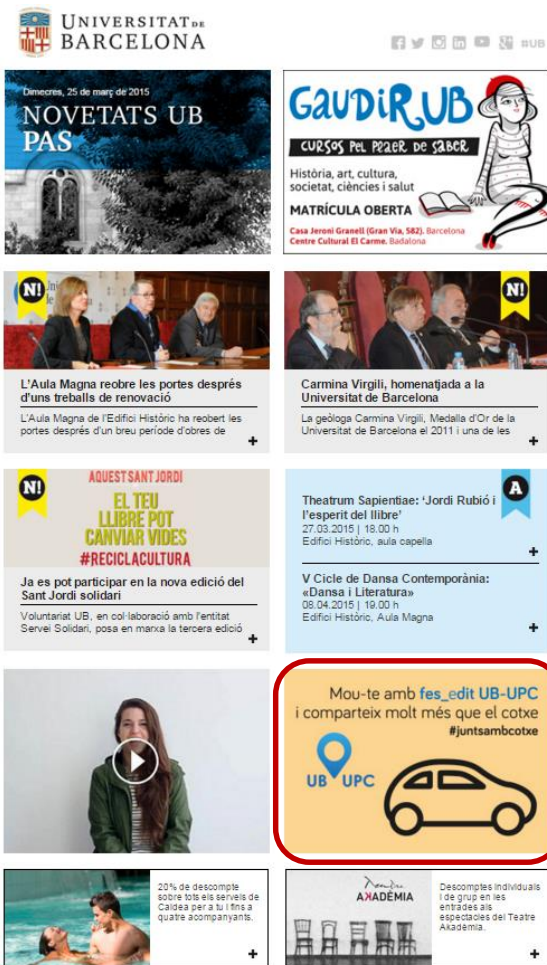 UNIVERSITAT DE
BARCELONA
#UB
Dimecres, 25 de març de 2015
NOVETATS UB
PAS
GAUDiR UB
CURSOS PEL PLAER DE SABER
Història, art, cultura,
societat, ciències i salut
MATRÍCULA OBERTA
Casa Jeroni Granell (Gran Via, 582). Barcelona
Centre Cultural El Carme. Badalona
N!
L'Aula Magna reobre les portes després
d'uns treballs de renovació
L'Aula Magna de l'Edifici Històric ha reobert les
portes després d'un breu període d'obres de
+
N!
Carmina Virgili, homenatjada a la
Universitat de Barcelona
La geòloga Carmina Virgili, Medalla d'Or de la
Universitat de Barcelona el 2011 i una de les
+
N!
AQUEST SANT JORDI
EL TEU
LLIBRE POT
CANVIAR VIDES
#RECICLACULTURA
Ja es pot participar en la nova edició del
Sant Jordi solidari
Voluntariat UB, en col·laboració amb l'entitat
Servei Solidari, posa en marxa la tercera edició
+
A
Theatrum Sapientiae: 'Jordi Rubió i
l'esperit del llibre'
27.03.2015 | 18.00 h
Edifici Històric, aula capella
+
V Cicle de Dansa Contemporània:
«Dansa i Literatura»
08.04.2015 | 19.00 h
Edifici Històric, Aula Magna
+
Mou-te amb fes_edit UB-UPC
i comparteix molt més que el cotxe
#juntsambcotxe
UB UPC
20% de descompte
sobre tots els serveis de
Caldea per a tu i fins a
quatre acompanyants.
+
AKADÈMIA
Descomptes individuals
i de grup en les
entrades als
espectacles del Teatre
Akadèmia.
+